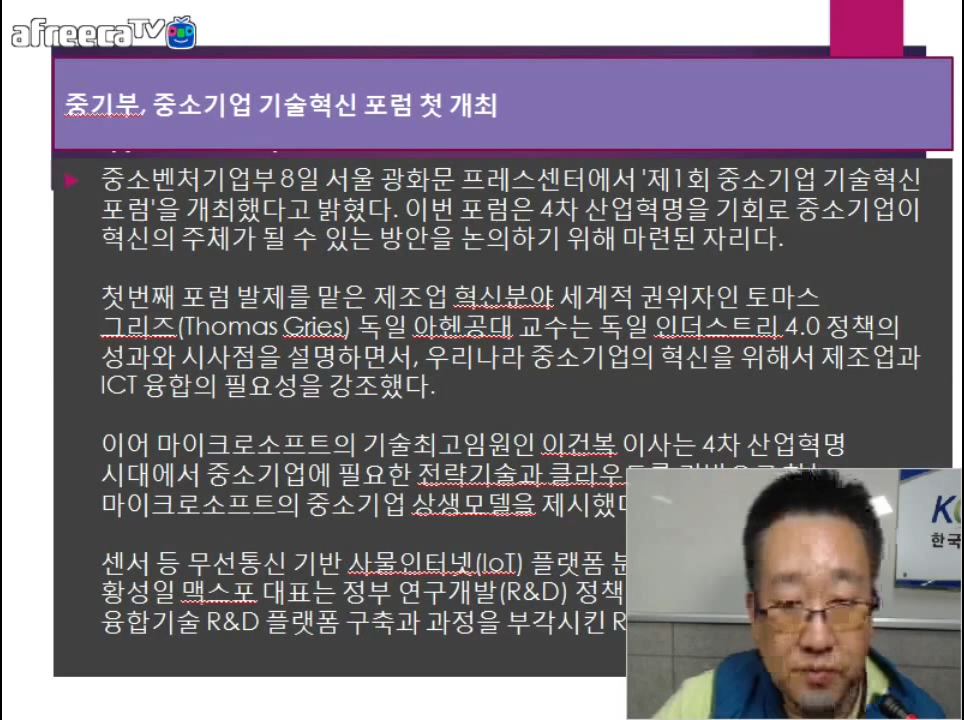 afreecaTV
중기부, 중소기업 기술혁신 포럼 첫 개최
중소벤처기업부 8일 서울 광화문 프레스센터에서 '제1회 중소기업 기술혁신
포럼'을 개최했다고 밝혔다. 이번 포럼은 4차 산업혁명을 기회로 중소기업이
혁신의 주체가 될 수 있는 방안을 논의하기 위해 마련된 자리다.
첫번째 포럼 발제를 맡은 제조업 혁신분야 세계적 권위자인 토마스
그리즈(Thomas Gries) 독일 아헨공대 교수는 독일 인더스트리 4.0 정책의
성과와 시사점을 설명하면서, 우리나라 중소기업의 혁신을 위해서 제조업과
ICT 융합의 필요성을 강조했다.
이어 마이크로소프트의 기술최고임원인 이건복 이사는 4차 산업혁명
시대에서 중소기업에 필요한 전략기술과
마이크로소프트의 중소기업 상생모델을
센서 등 무선통신 기반 사물인터넷(IoT) 플랫폼
황성일 맥스포 대표는 정부 연구개발(R&D) 정책
융합기술 R&D 플랫폼 구축과 과정을 부각시킨
한국